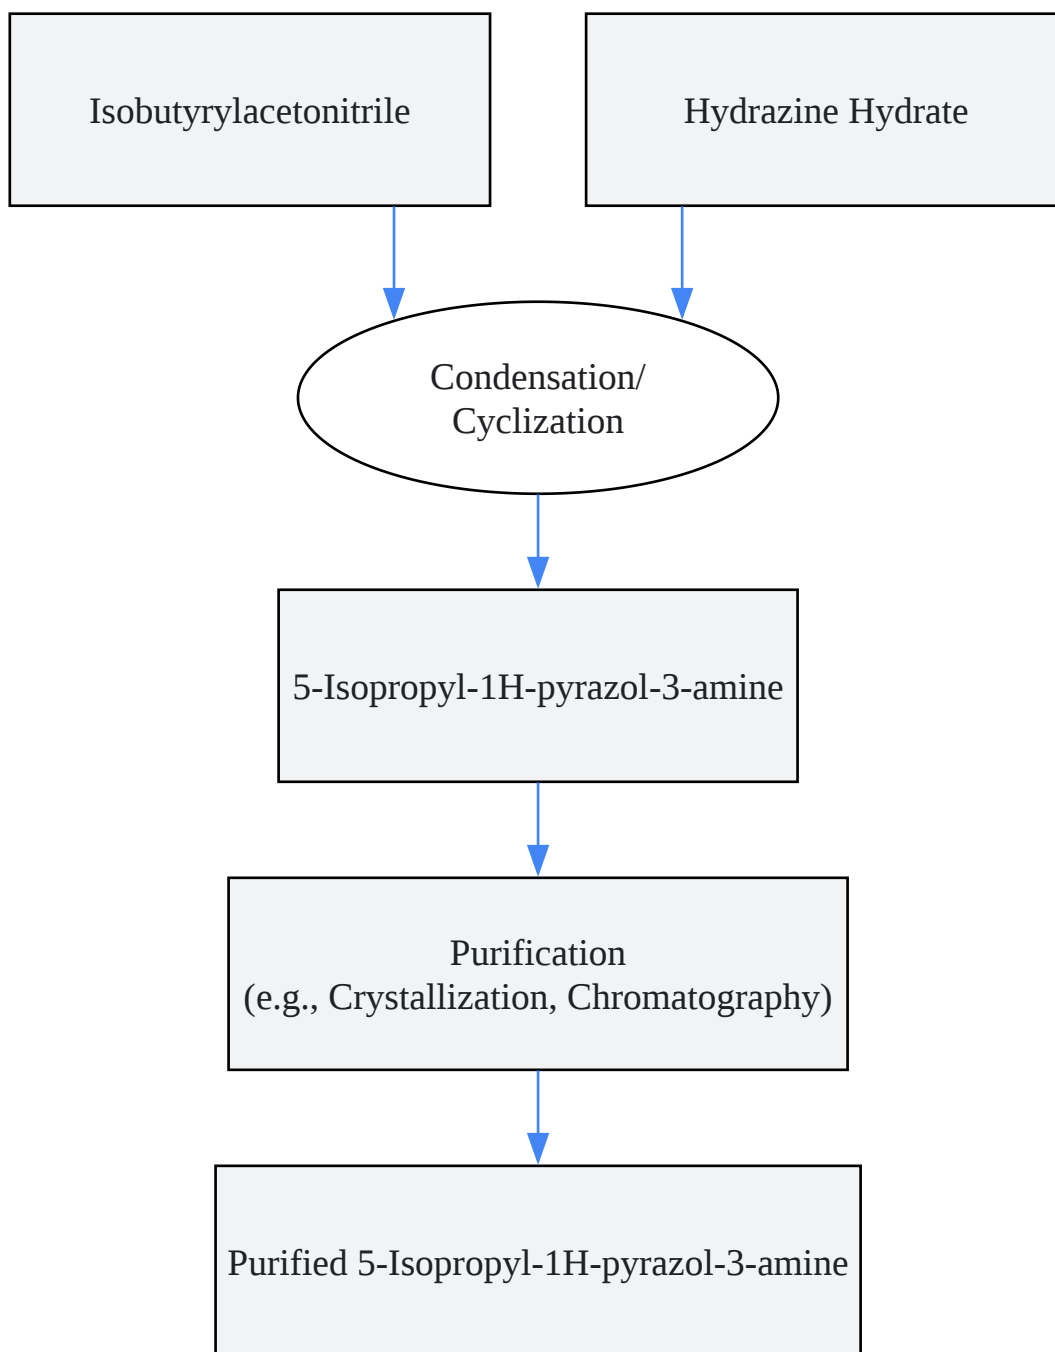 Isobutyrylacetonitrile
Hydrazine Hydrate
Condensation/
Cyclization
5-Isopropyl-1H-pyrazol-3-amine
Purification
(e.g., Crystallization, Chromatography)
Purified 5-Isopropyl-1H-pyrazol-3-amine